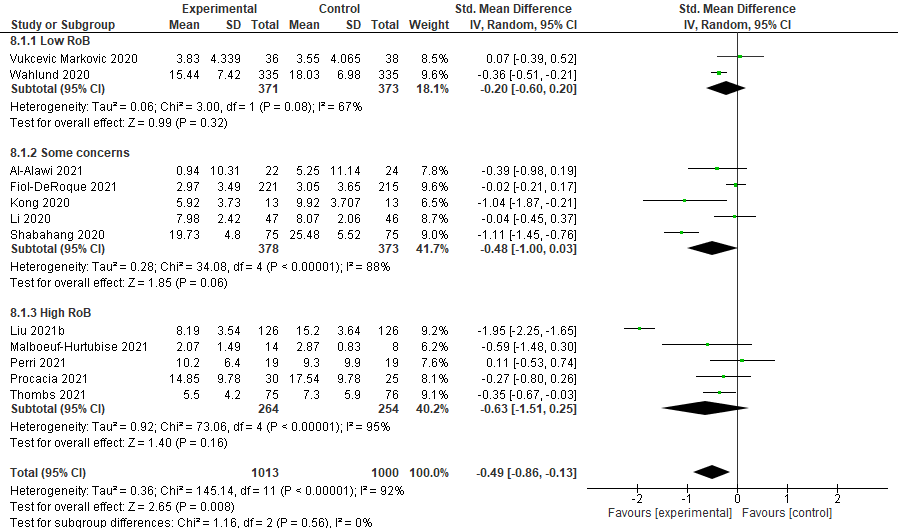 Experimental Control Std. Mean Difference Std. Mean Difference
Study or Subgroup Mean SD Total Mean SD Total Weight IV, Random, 95% CI IV, Random, 95% CI
8.1.1 Low RoB
Vukcevic Markovic 2020 3.83 4.339 36 3.55 4.065 38 8.5% 0.07 [-0.39, 0.52]
Wahlund 2020 15.44 7.42 335 18.03 6.98 335 9.6% -0.36 [-0.51, -0.21]
Subtotal (95% CI) 371 373 18.1% -0.20 [-0.60, 0.20]
Heterogeneity: Tau² = 0.06; Chi² = 3.00, df = 1 (P = 0.08); I² = 67%
Test for overall effect: Z = 0.99 (P = 0.32)
8.1.2 Some concerns
Al-Alawi 2021 0.94 10.31 22 5.25 11.14 24 7.8% -0.39 [-0.98, 0.19]
Fiol-DeRoque 2021 2.97 3.49 221 3.05 3.65 215 9.6% -0.02 [-0.21, 0.17]
Kong 2020 5.92 3.73 13 9.92 3.707 13 6.7% -1.04 [-1.87, -0.21]
Li 2020 7.98 2.42 47 8.07 2.06 46 8.6% -0.04 [-0.45, 0.37]
Shabahang 2020 19.73 4.8 75 25.48 5.52 75 9.0% -1.11 [-1.45, -0.76]
Subtotal (95% CI) 378 373 41.7% -0.48 [-1.00, 0.03]
Heterogeneity: Tau² = 0.28; Chi² = 34.08, df = 4 (P < 0.00001); I² = 88%
Test for overall effect: Z = 1.85 (P = 0.06)
8.1.3 High RoB
Liu 2021b 8.19 3.54 126 15.2 3.64 126 9.2% -1.95 [-2.25, -1.65]
Malboeuf-Hurtubise 2021 2.07 1.49 14 2.87 0.83 8 6.4% -0.59 [-1.48, 0.30]
Perri 2021 10.2 6.4 19 9.3 9.9 19 7.6% 0.11 [-0.53, 0.74]
Procacia 2021 14.85 9.78 30 17.54 9.78 25 8.1% -0.27 [-0.80, 0.26]
Thombs 2021 5.5 4.2 75 7.3 5.9 76 9.1% -0.35 [-0.67, -0.03]
Subtotal (95% CI) 264 254 40.2% -0.63 [-1.51, 0.25]
Heterogeneity: Tau² = 0.92; Chi² = 73.06, df = 4 (P < 0.00001); I² = 95%
Test for overall effect: Z = 1.40 (P = 0.16)
Total (95% CI) 1013 1000 100.0% -0.49 [-0.86, -0.13]
Heterogeneity: Tau² = 0.36; Chi² = 145.14, df = 11 (P < 0.00001); I² = 92%
Test for overall effect: Z = 2.65 (P = 0.008)
Test for subgroup differences: Chi² = 1.16, df = 2 (P = 0.56), I² = 0%
-2 -1 0 1 2
Favours [experimental] Favours [control]